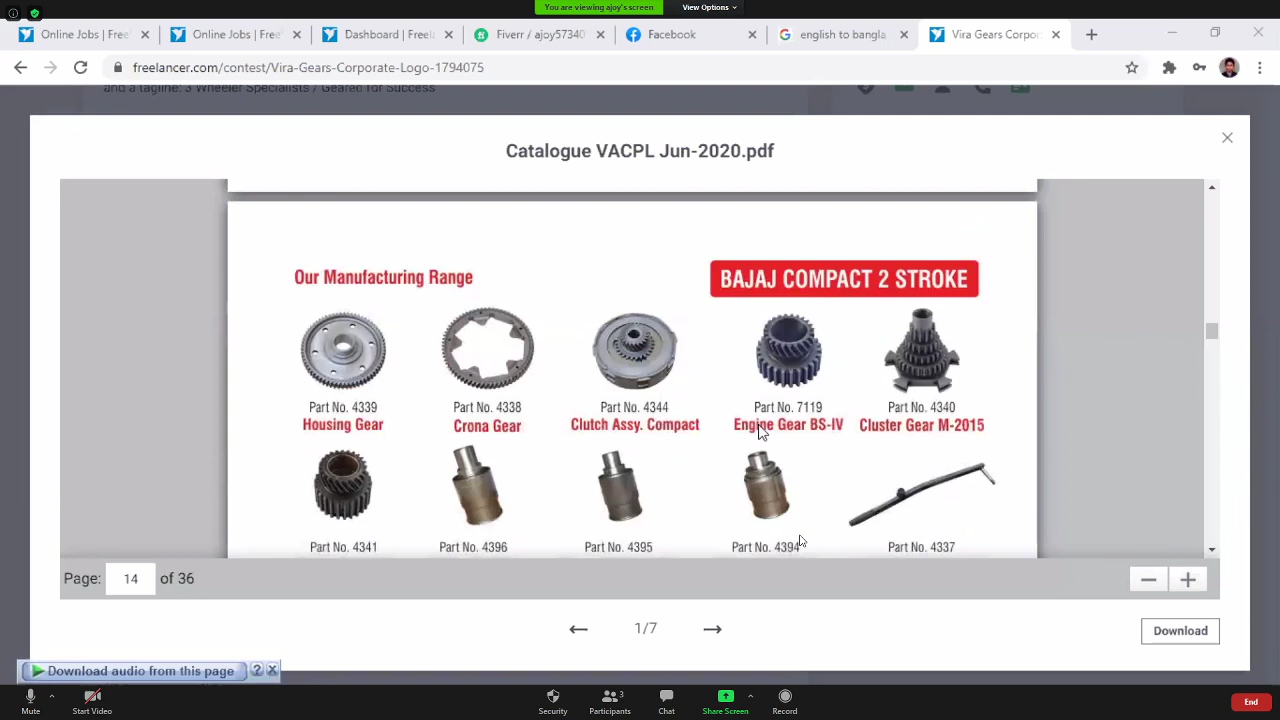 You are viewing ajoy's screen
View Options
Online Jobs | Free
Online Jobs | Free
Dashboard | Freela
Fiverr / ajoy57340
Facebook
english to bangla
Vira Gears Corpor
freelancer.com/contest/Vira-Gears-Corporate-Logo-1794075
and a tagline: 3 Wheeler Specialists / Geared for Success
Catalogue VACPL Jun-2020.pdf
Our Manufacturing Range
BAJAJ COMPACT 2 STROKE
Part No. 4339
Part No. 4338
Part No. 4344
Part No. 7119
Part No. 4340
Housing Gear
Crona Gear
Clutch Assy. Compact
Engine Gear BS-IV
Cluster Gear M-2015
Part No. 4341
Part No. 4396
Part No. 4395
Part No. 4394
Part No. 4337
Page: 14 of 36
1/7
Download
Download audio from this page
Mute
Start Video
Security
Participants
3
Chat
Share Screen
Record
End